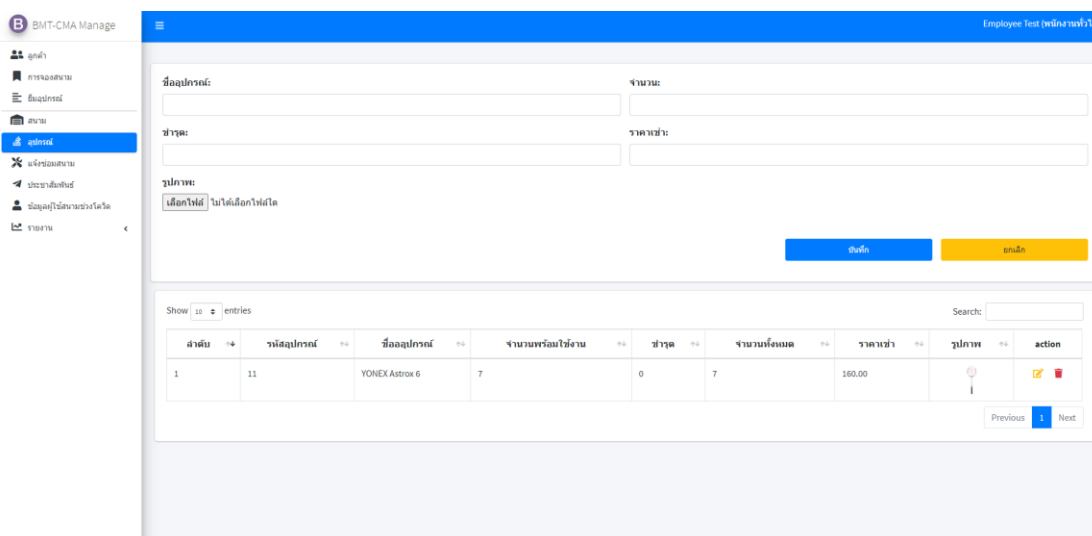 B BMT-CMA Manage
Employee Test (พนักงานทั่วไ
ลูกค้า
การจองสนาม
ยืมอุปกรณ์
สนาม
อุปกรณ์
แจ้งซ่อมสนาม
ประชาสัมพันธ์
ข้อมูลผู้ใช้สนามช่วงโควิด
รายงาน
ชื่ออุปกรณ์: จำนวน:
ชำรุด: ราคาเช่า:
รูปภาพ:
เลือกไฟล์ ไม่ได้เลือกไฟล์ใด
บันทึก ยกเลิก
Show 10 entries Search:
ลำดับ รหัสอุปกรณ์ ชื่ออุปกรณ์ จำนวนพร้อมใช้งาน ชำรุด จำนวนทั้งหมด ราคาเช่า รูปภาพ action
1 11 YONEX Astrox 6 7 0 7 160.00
Previous 1 Next